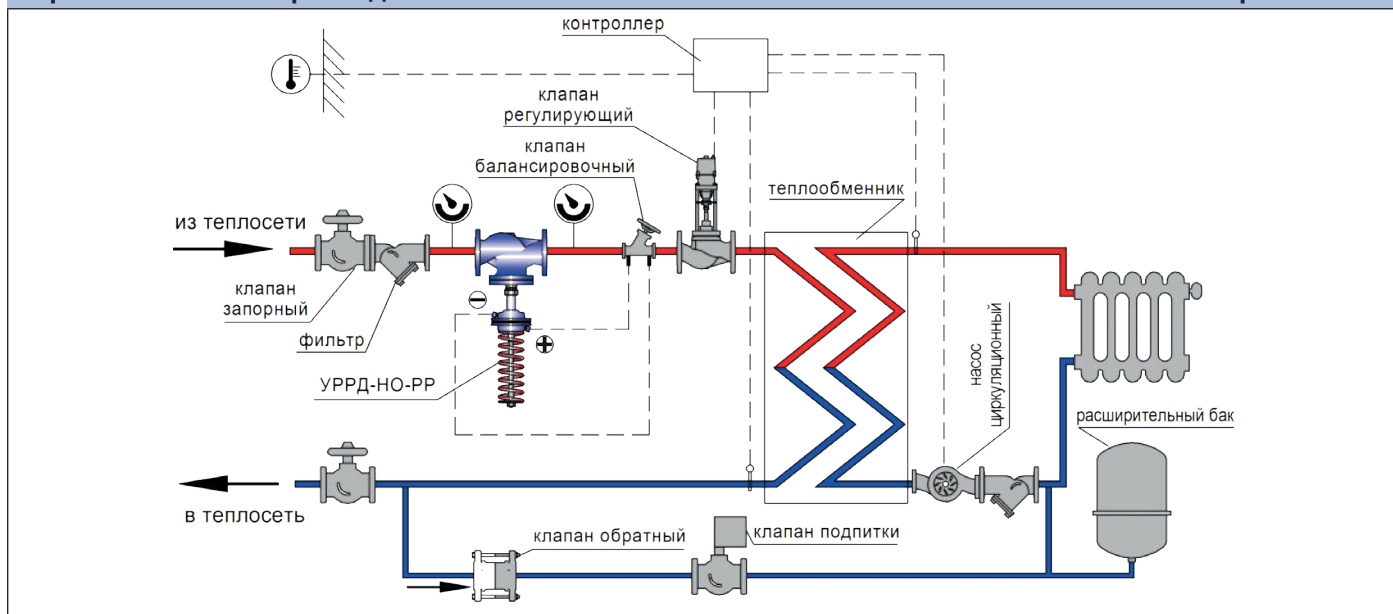 контроллер
клапан
регулирующий
клапан
балансировочный
теплообменник
из теплосети
клапан
запорный
фильтр
УРРД-НО-РР
насос
циркуляционный
расширительный бак
в теплосеть
клапан обратный
клапан подпитки